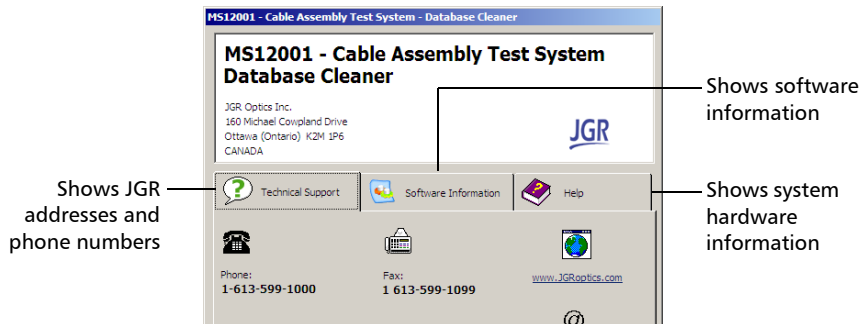 MS12001 - Cable Assembly Test System - Database Cleaner
MS12001 - Cable Assembly Test System
Database Cleaner
JGR Optics Inc.
160 Michael Cowpland Drive
Ottawa (Ontario) K2M 1P6
CANADA
JGR
Shows software
information
Shows JGR
addresses and
phone numbers
Technical Support
Software Information
Help
Shows system
hardware
information
Phone:
1-613-599-1000
Fax:
1 613-599-1099
www.JGRoptics.com
@